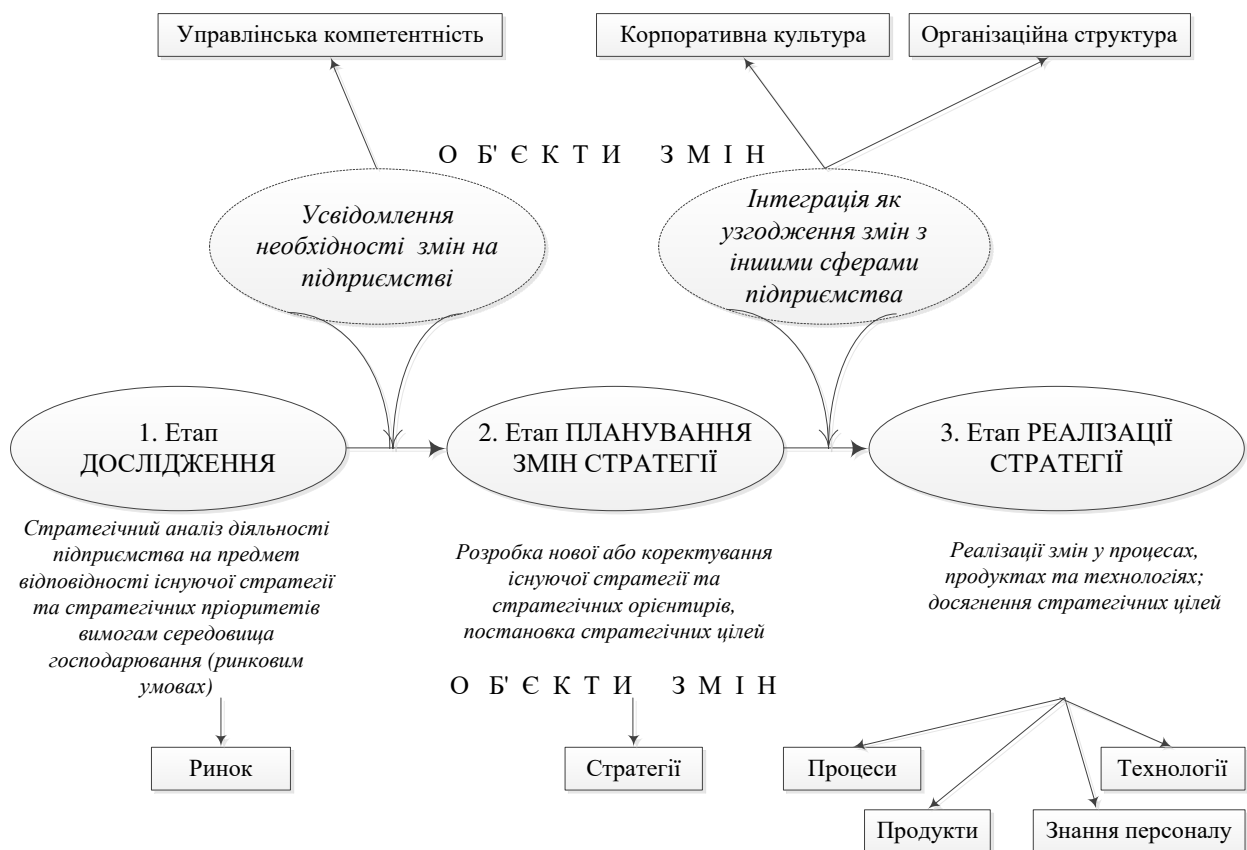 Управлінська компетентність
Корпоративна культура
Організаційна структура
О Б'Є К Т И З М І Н
Усвідомлення
необхідності змін на
підприємстві
Інтеграція як
узгодження змін з
іншими сферами
підприємства
1. Етап
ДОСЛІДЖЕННЯ
2. Етап ПЛАНУВАННЯ
ЗМІН СТРАТЕГІЇ
3. Етап РЕАЛІЗАЦІЇ
СТРАТЕГІЇ
Стратегічний аналіз діяльності
підприємства на предмет
відповідності існуючої стратегії
та стратегічних пріоритетів
вимогам середовища
господарювання (ринковим
умовах)
Розробка нової або коректування
існуючої стратегії та
стратегічних орієнтирів,
постановка стратегічних цілей
Реалізації змін у процесах,
продуктах та технологіях;
досягнення стратегічних цілей
О Б'Є К Т И З М І Н
Ринок
Стратегії
Процеси
Технології
Продукти
Знання персоналу